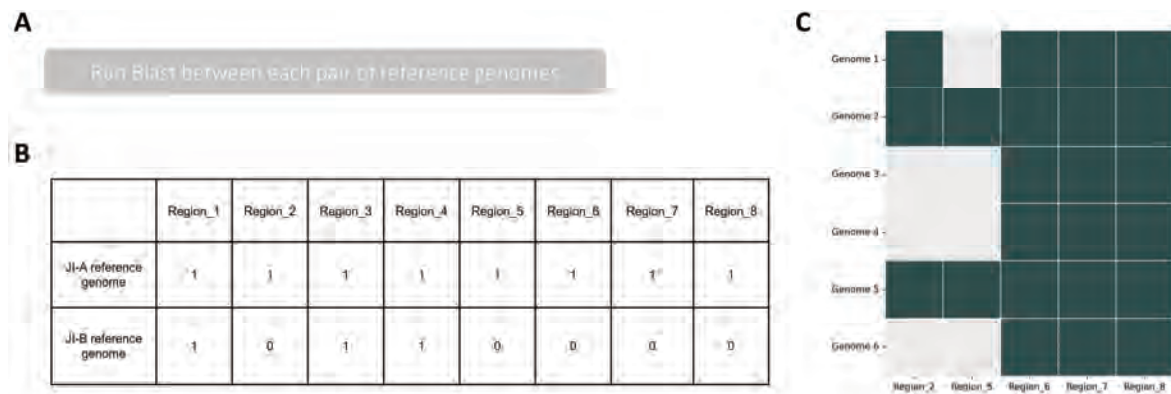 A
Run Blast between each pair of reference genomes
B
Region_1 Region_2 Region_3 Region_4 Region_5 Region_6 Region_7 Region_8
JI-A reference
genome
1 1 1 1 1 1 1 1
JI-B reference
genome
1 0 1 1 0 0 0 0
C
Genome 1
Genome 2
Genome 3
Genome 4
Genome 5
Genome 6
Region_2 Region_5 Region_6 Region_7 Region_8